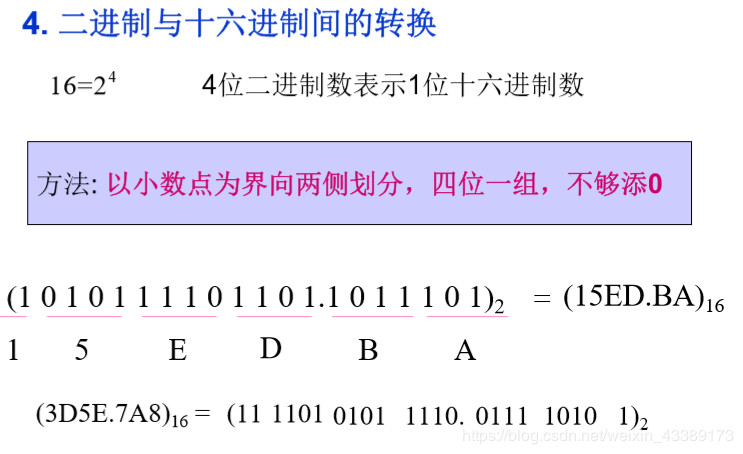 4. 二进制与十六进制间的转换
16=2⁴ 4位二进制数表示1位十六进制数
方法: 以小数点为界向两侧划分，四位一组，不够添0
(1 0 1 0 1 1 1 1 0 1 1 0 1.1 0 1 1 1 0 1)₂ = (15ED.BA)₁₆
1 5 E D B A
(3D5E.7A8)₁₆ = (11 1101 0101 1110. 0111 1010 1)₂
https://blog.csdn.net/weixin_43389173